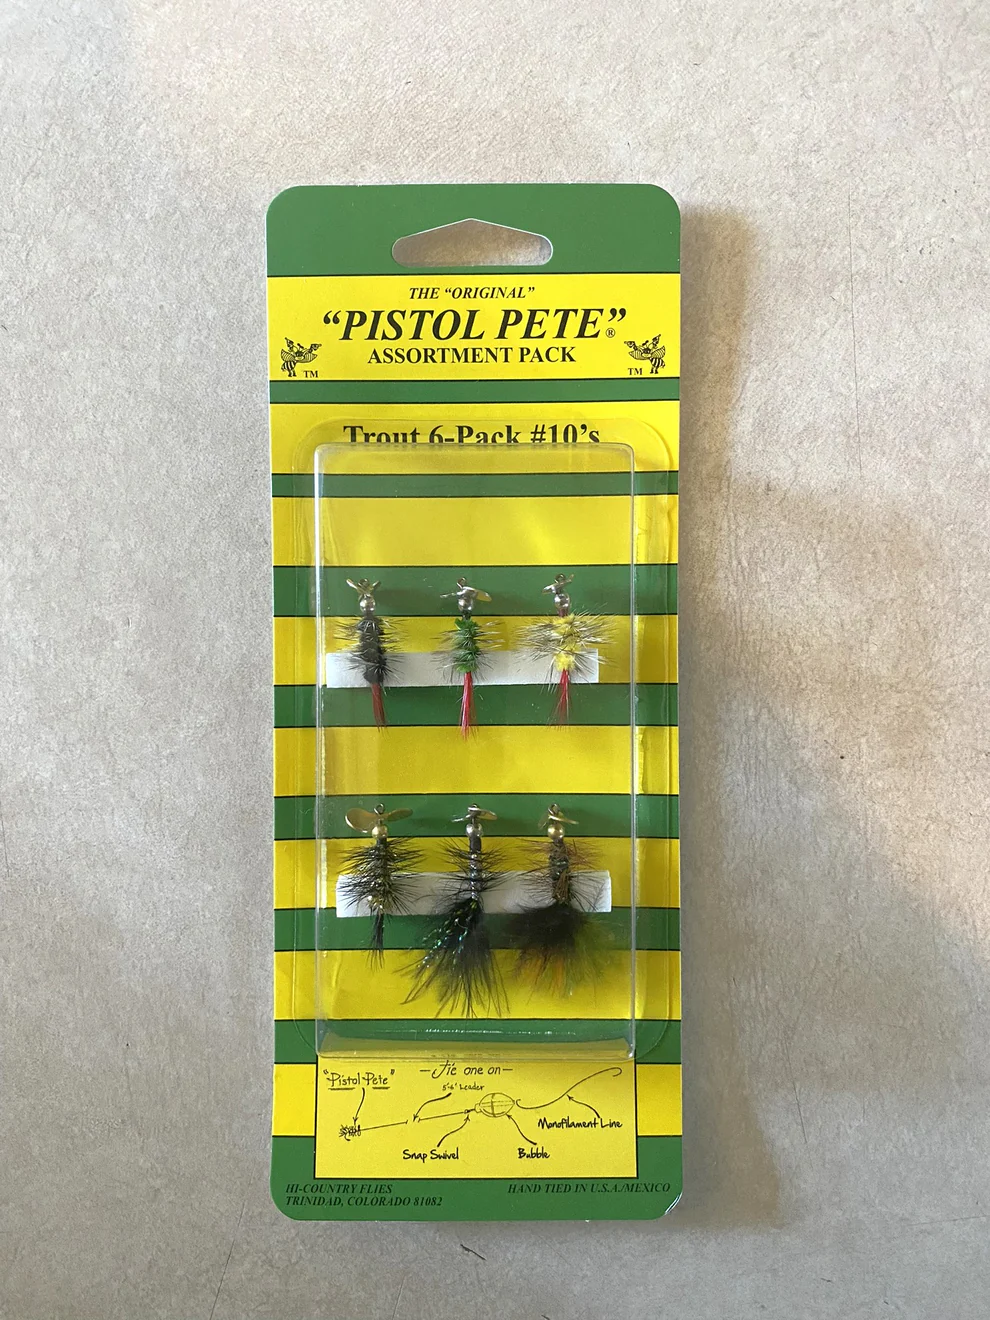 THE “ORIGINAL”
“PISTOL PETE”®
ASSORTMENT PACK
TM
TM
Trout 6-Pack #10’s
"Pistol Pete"
—Tie one on—
5'-6' Leader
Monofilament Line
Snap Swivel
Bubble
HI-COUNTRY FLIES
TRINIDAD, COLORADO 81082
HAND TIED IN U.S.A./MEXICO